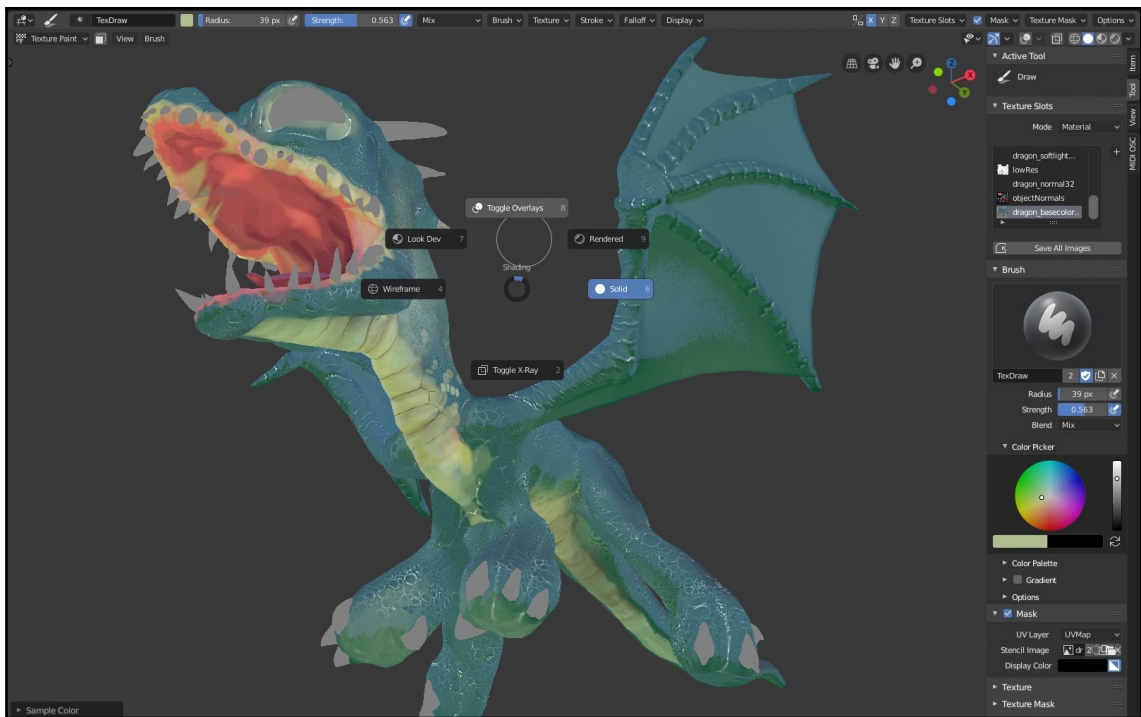 TexDraw Radius: 39 px Strength: 0.563 Mix Brush Texture Stroke Falloff Display X Y Z Texture Slots Mask Texture Mask Options
Texture Paint View Brush
Z
X
Y
Toggle Overlays 8
Look Dev 7
Rendered 9
Shading
Wireframe 4
Solid 6
Toggle X-Ray 2
Sample Color
Active Tool
Draw
Texture Slots
Mode Material
dragon_softlight...
lowRes
dragon_normal32
objectNormals
dragon_basecolor..
Save All Images
Brush
TexDraw 2
Radius 39 px
Strength 0.563
Blend Mix
Color Picker
Color Palette
Gradient
Options
Mask
UV Layer UVMap
Stencil Image dr 2
Display Color
Texture
Texture Mask
Item
Tool
View
MIDI OSC